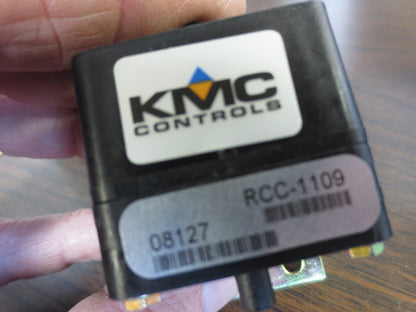 KMC
CONTROLS
RCC-1109
08127